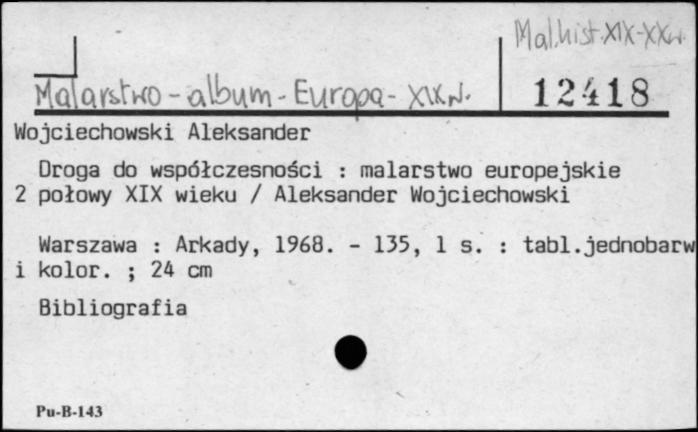 Mal.hist.XIX-XXw.
Malarstwo - album - Europa - XIXw.
12418
Wojciechowski Aleksander
Droga do współczesności : malarstwo europejskie
2 połowy XIX wieku / Aleksander Wojciechowski
Warszawa : Arkady, 1968. - 135, 1 s. : tabl.jednobarw
i kolor. ; 24 cm
Bibliografia
Pu-B-143